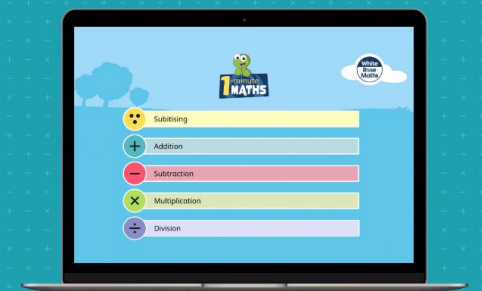 White
Rose
Maths
1-minute
MATHS
Subitising
Addition
Subtraction
Multiplication
Division